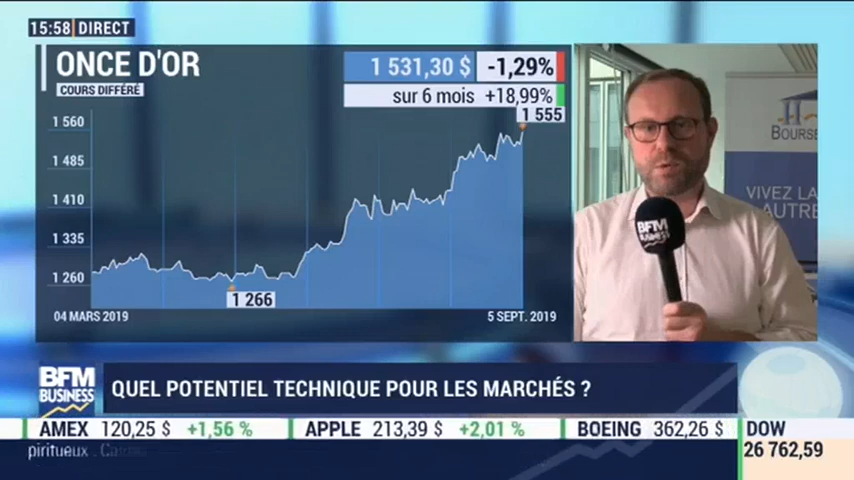 15:58 DIRECT
ONCE D'OR
COURS DIFFÉRÉ
1 531,30 $ -1,29%
sur 6 mois +18,99%
1 555
1 560
1 485
1 410
1 335
1 260
1 266
04 MARS 2019
5 SEPT. 2019
BOURSE
VIVEZ LA
AUTRE
BFM
BUSINESS
BFM
BUSINESS
QUEL POTENTIEL TECHNIQUE POUR LES MARCHÉS ?
AMEX 120,25 $ +1,56 %
APPLE 213,39 $ +2,01 %
BOEING 362,26 $
DOW
26 762,59
piritueux